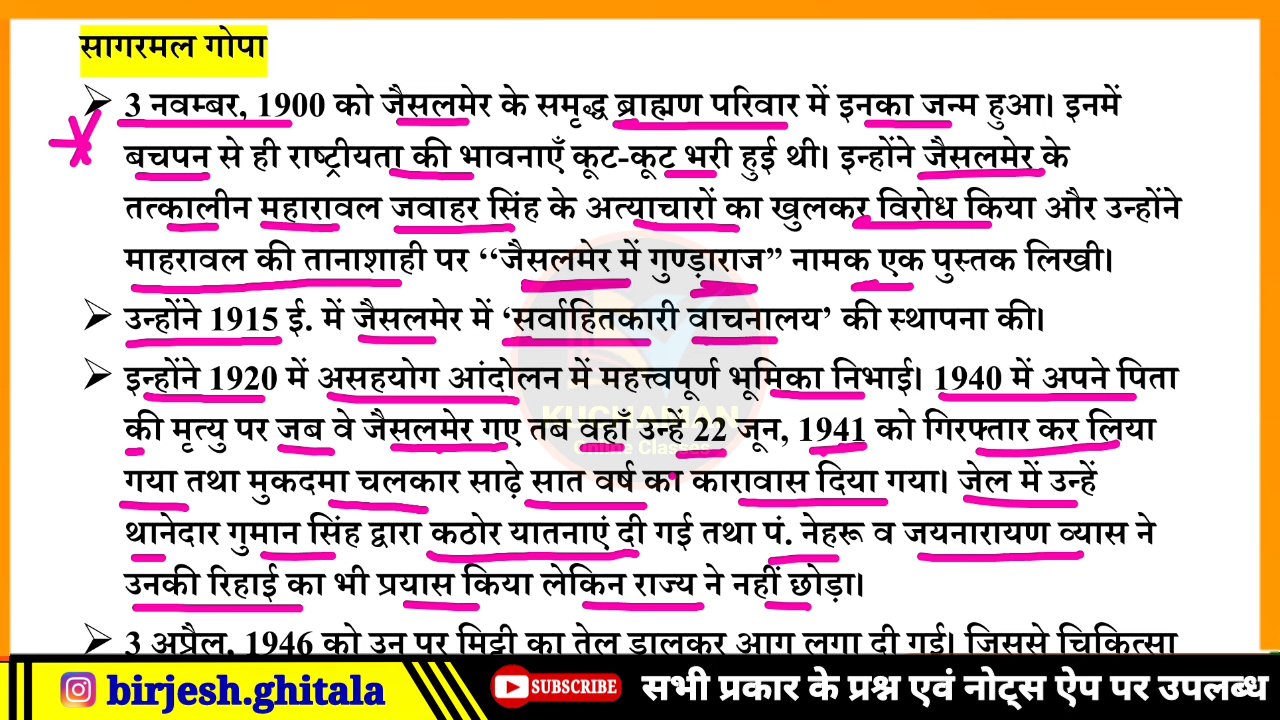 सागरमल गोपा
➢ 3 नवम्बर, 1900 को जैसलमेर के समृद्ध ब्राह्मण परिवार में इनका जन्म हुआ। इनमें
बचपन से ही राष्ट्रीयता की भावनाएँ कूट-कूट भरी हुई थी। इन्होंने जैसलमेर के
तत्कालीन महारावल जवाहर सिंह के अत्याचारों का खुलकर विरोध किया और उन्होंने
माहरावल की तानाशाही पर “जैसलमेर में गुण्ड़ाराज” नामक एक पुस्तक लिखी।
➢ उन्होंने 1915 ई. में जैसलमेर में ‘सर्वाहितकारी वाचनालय’ की स्थापना की।
➢ इन्होंने 1920 में असहयोग आंदोलन में महत्त्वपूर्ण भूमिका निभाई। 1940 में अपने पिता
की मृत्यु पर जब वे जैसलमेर गए तब वहाँ उन्हें 22 जून, 1941 को गिरफ्तार कर लिया
गया तथा मुकदमा चलकार साढ़े सात वर्ष का कारावास दिया गया। जेल में उन्हें
थानेदार गुमान सिंह द्वारा कठोर यातनाएं दी गई तथा पं. नेहरू व जयनारायण व्यास ने
उनकी रिहाई का भी प्रयास किया लेकिन राज्य ने नहीं छोड़ा।
➢ 3 अप्रैल, 1946 को उन पर मिट्टी का तेल डालकर आग लगा दी गई। जिससे चिकित्सा
KUCHAMAN
Online Classes
birjesh.ghitala
SUBSCRIBE
सभी प्रकार के प्रश्न एवं नोट्स ऐप पर उपलब्ध